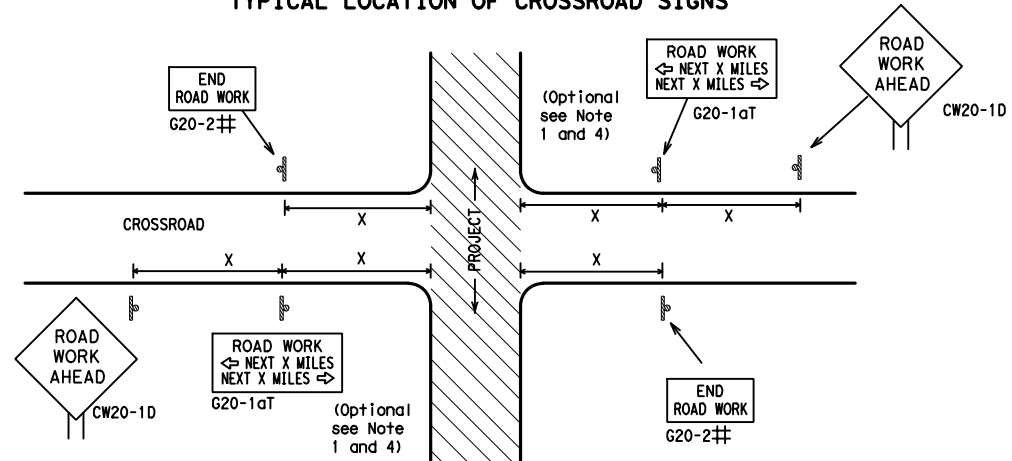 TYPICAL LOCATION OF CROSSROAD SIGNS
END
ROAD WORK
G20-2#
(Optional
see Note
1 and 4)
ROAD WORK
⇦ NEXT X MILES
NEXT X MILES ⇨
G20-1aT
ROAD
WORK
AHEAD
CW20-1D
X
X
X
CROSSROAD
PROJECT
X
X
X
ROAD
WORK
AHEAD
CW20-1D
ROAD WORK
⇦ NEXT X MILES
NEXT X MILES ⇨
G20-1aT
(Optional
see Note
1 and 4)
END
ROAD WORK
G20-2#